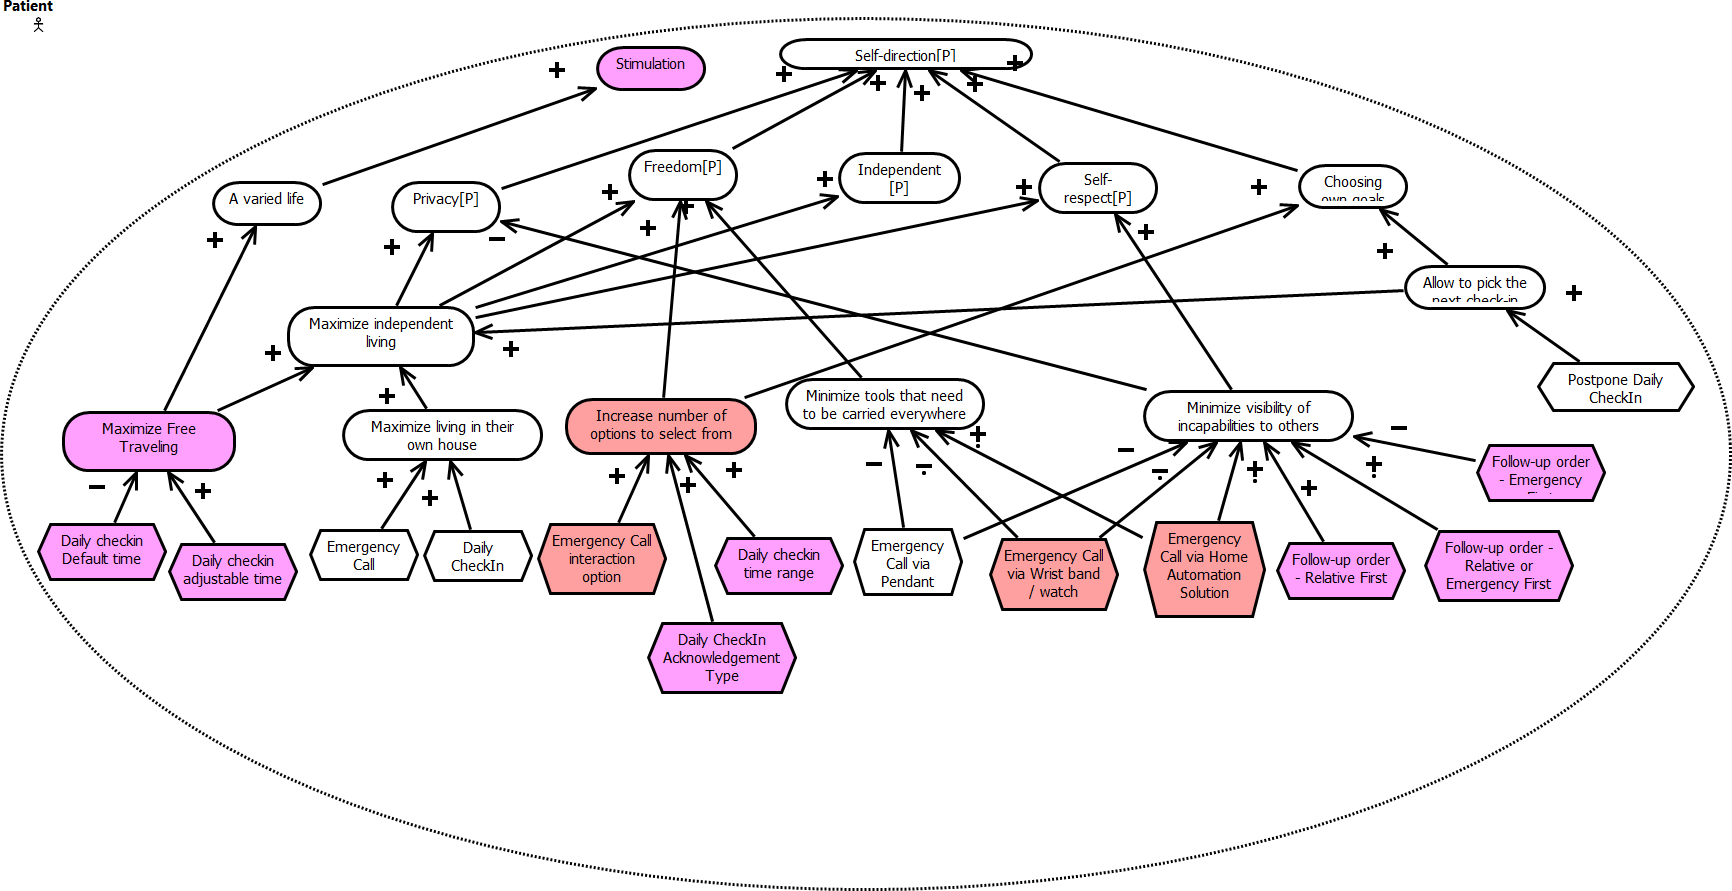 Patient
Stimulation
Self-direction[P]
A varied life
Privacy[P]
Freedom[P]
Independent
[P]
Self-
respect[P]
Choosing
own goals
Allow to pick the
next check-in
Maximize independent
living
Postpone Daily
CheckIn
Maximize Free
Traveling
Maximize living in their
own house
Increase number of
options to select from
Minimize tools that need
to be carried everywhere
Minimize visibility of
incapabilities to others
Follow-up order
- Emergency
First
Daily checkin
Default time
Daily checkin
adjustable time
Emergency
Call
Daily
CheckIn
Emergency Call
interaction
option
Daily checkin
time range
Emergency
Call via
Pendant
Emergency Call
via Wrist band
/ watch
Emergency
Call via Home
Automation
Solution
Follow-up order
- Relative First
Follow-up order -
Relative or
Emergency First
Daily CheckIn
Acknowledgement
Type